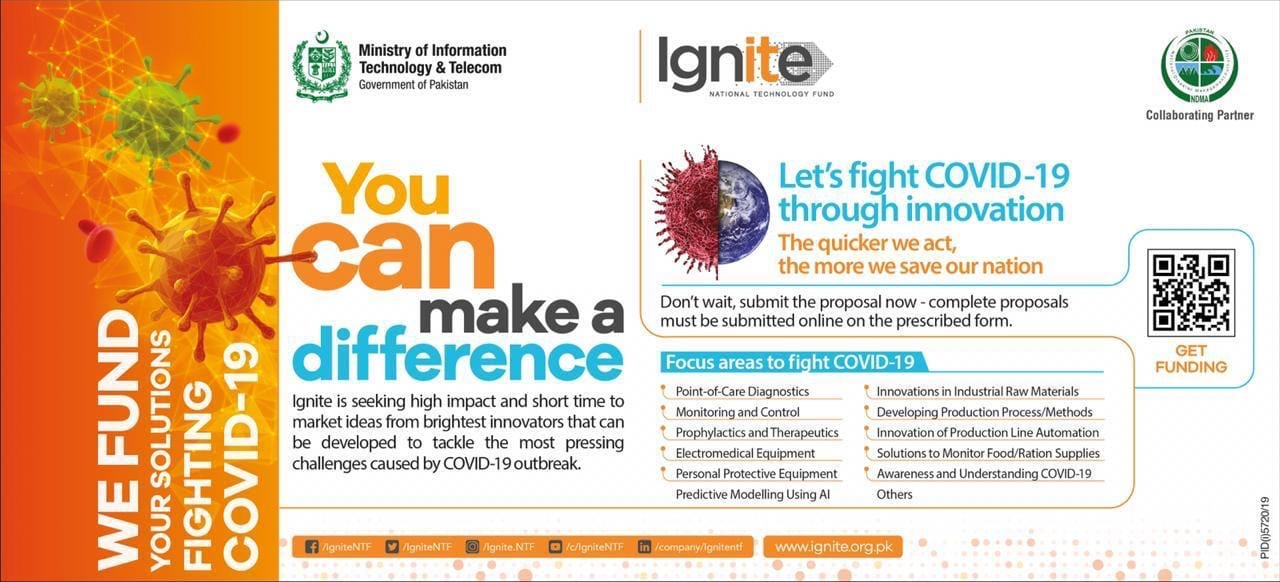 WE FUND
YOUR SOLUTIONS
FIGHTING
COVID-19
Ministry of Information
Technology & Telecom
Government of Pakistan
Ignite
NATIONAL TECHNOLOGY FUND
PAKISTAN
NDMA
Collaborating Partner
You
can
make a
difference
Ignite is seeking high impact and short time to
market ideas from brightest innovators that can
be developed to tackle the most pressing
challenges caused by COVID-19 outbreak.
Let's fight COVID-19
through innovation
The quicker we act,
the more we save our nation
Don't wait, submit the proposal now - complete proposals
must be submitted online on the prescribed form.
GET
FUNDING
Focus areas to fight COVID-19
Point-of-Care Diagnostics
Monitoring and Control
Prophylactics and Therapeutics
Electromedical Equipment
Personal Protective Equipment
Predictive Modelling Using AI
Innovations in Industrial Raw Materials
Developing Production Process/Methods
Innovation of Production Line Automation
Solutions to Monitor Food/Ration Supplies
Awareness and Understanding COVID-19
Others
/IgniteNTF
/IgniteNTF
/Ignite.NTF
/c/IgniteNTF
/company/Ignitentf
www.ignite.org.pk
PID(I)5720/19